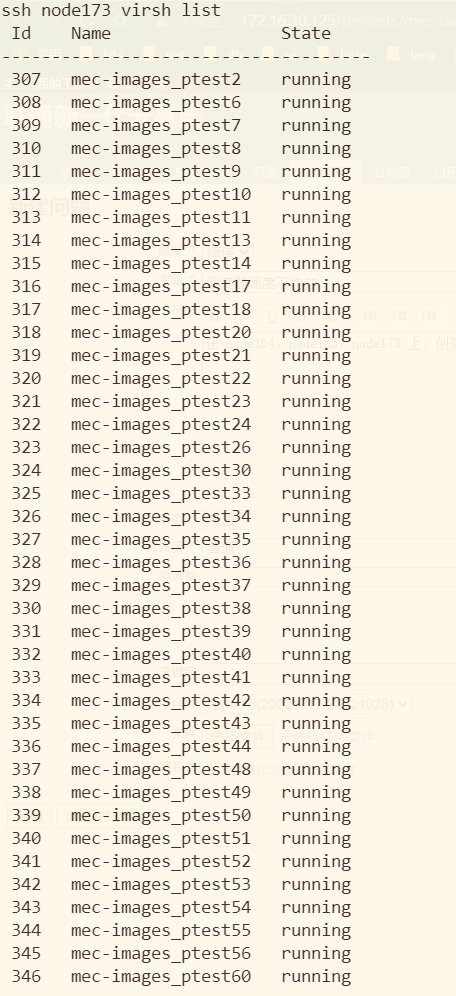 ssh node173 virsh list
Id Name State
----------------------------------------------------
307 mec-images_ptest2 running
308 mec-images_ptest6 running
309 mec-images_ptest7 running
310 mec-images_ptest8 running
311 mec-images_ptest9 running
312 mec-images_ptest10 running
313 mec-images_ptest11 running
314 mec-images_ptest13 running
315 mec-images_ptest14 running
316 mec-images_ptest17 running
317 mec-images_ptest18 running
318 mec-images_ptest20 running
319 mec-images_ptest21 running
320 mec-images_ptest22 running
321 mec-images_ptest23 running
322 mec-images_ptest24 running
323 mec-images_ptest26 running
324 mec-images_ptest30 running
325 mec-images_ptest33 running
326 mec-images_ptest34 running
327 mec-images_ptest35 running
328 mec-images_ptest36 running
329 mec-images_ptest37 running
330 mec-images_ptest38 running
331 mec-images_ptest39 running
332 mec-images_ptest40 running
333 mec-images_ptest41 running
334 mec-images_ptest42 running
335 mec-images_ptest43 running
336 mec-images_ptest44 running
337 mec-images_ptest48 running
338 mec-images_ptest49 running
339 mec-images_ptest50 running
340 mec-images_ptest51 running
341 mec-images_ptest52 running
342 mec-images_ptest53 running
343 mec-images_ptest54 running
344 mec-images_ptest55 running
345 mec-images_ptest56 running
346 mec-images_ptest60 running